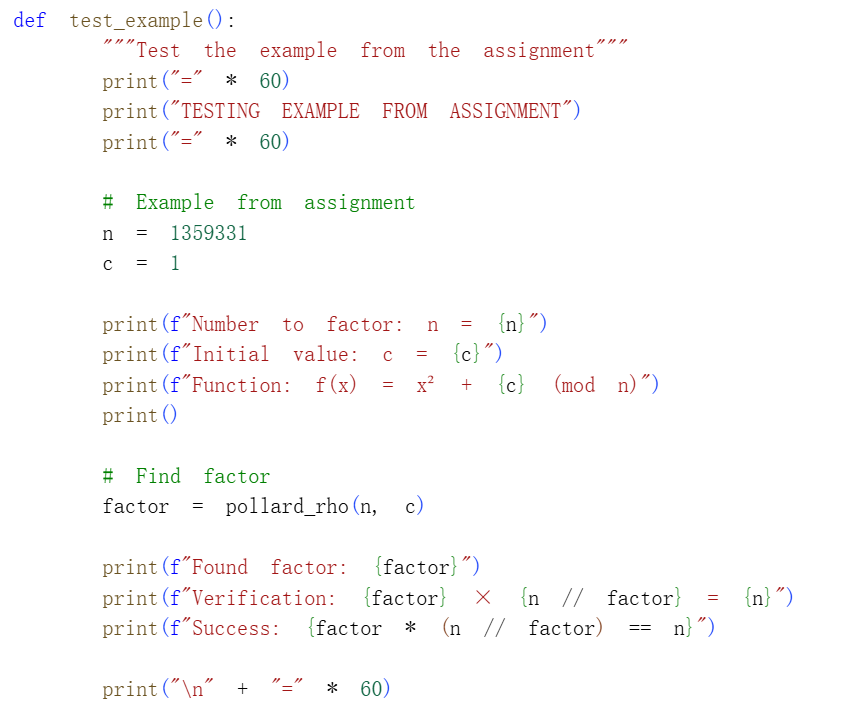 def test_example():
    """Test the example from the assignment"""
    print("=" * 60)
    print("TESTING EXAMPLE FROM ASSIGNMENT")
    print("=" * 60)

    # Example from assignment
    n = 1359331
    c = 1

    print(f"Number to factor: n = {n}")
    print(f"Initial value: c = {c}")
    print(f"Function: f(x) = x² + {c} (mod n)")
    print()

    # Find factor
    factor = pollard_rho(n, c)

    print(f"Found factor: {factor}")
    print(f"Verification: {factor} × {n // factor} = {n}")
    print(f"Success: {factor * (n // factor) == n}")

    print("\n" + "=" * 60)